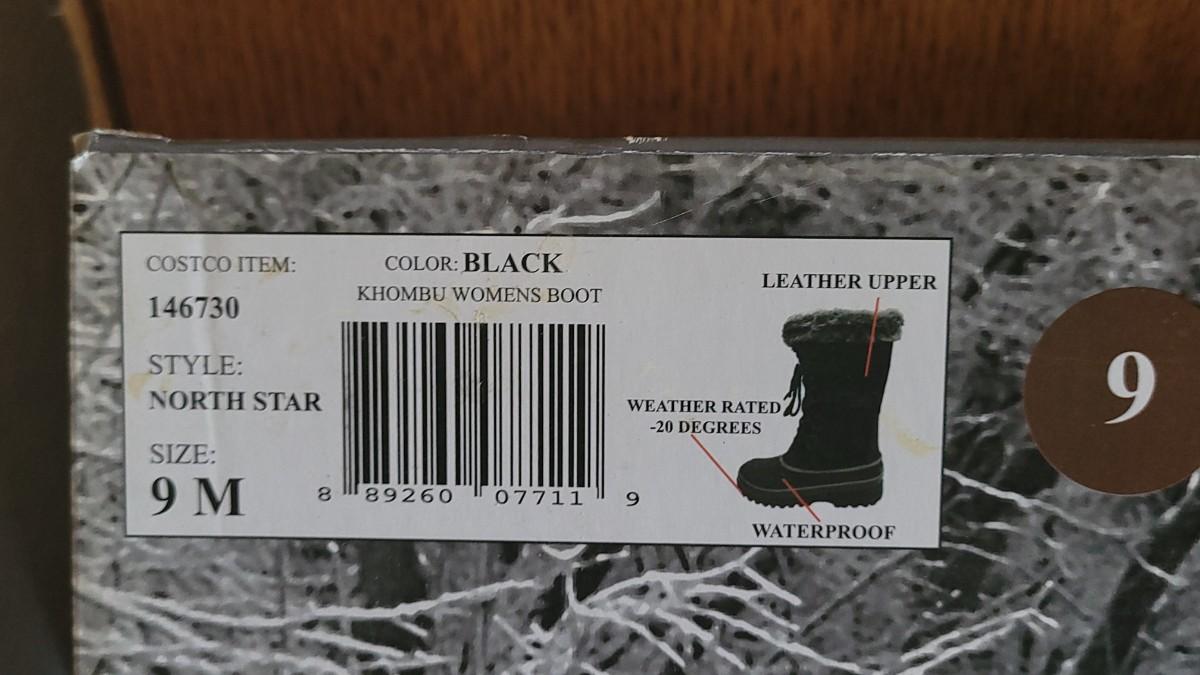 COSTCO ITEM:
146730
STYLE:
NORTH STAR
SIZE:
9 M
COLOR: BLACK
KHOMBU WOMENS BOOT
8 89260 07711 9
LEATHER UPPER
WEATHER RATED
-20 DEGREES
WATERPROOF
9